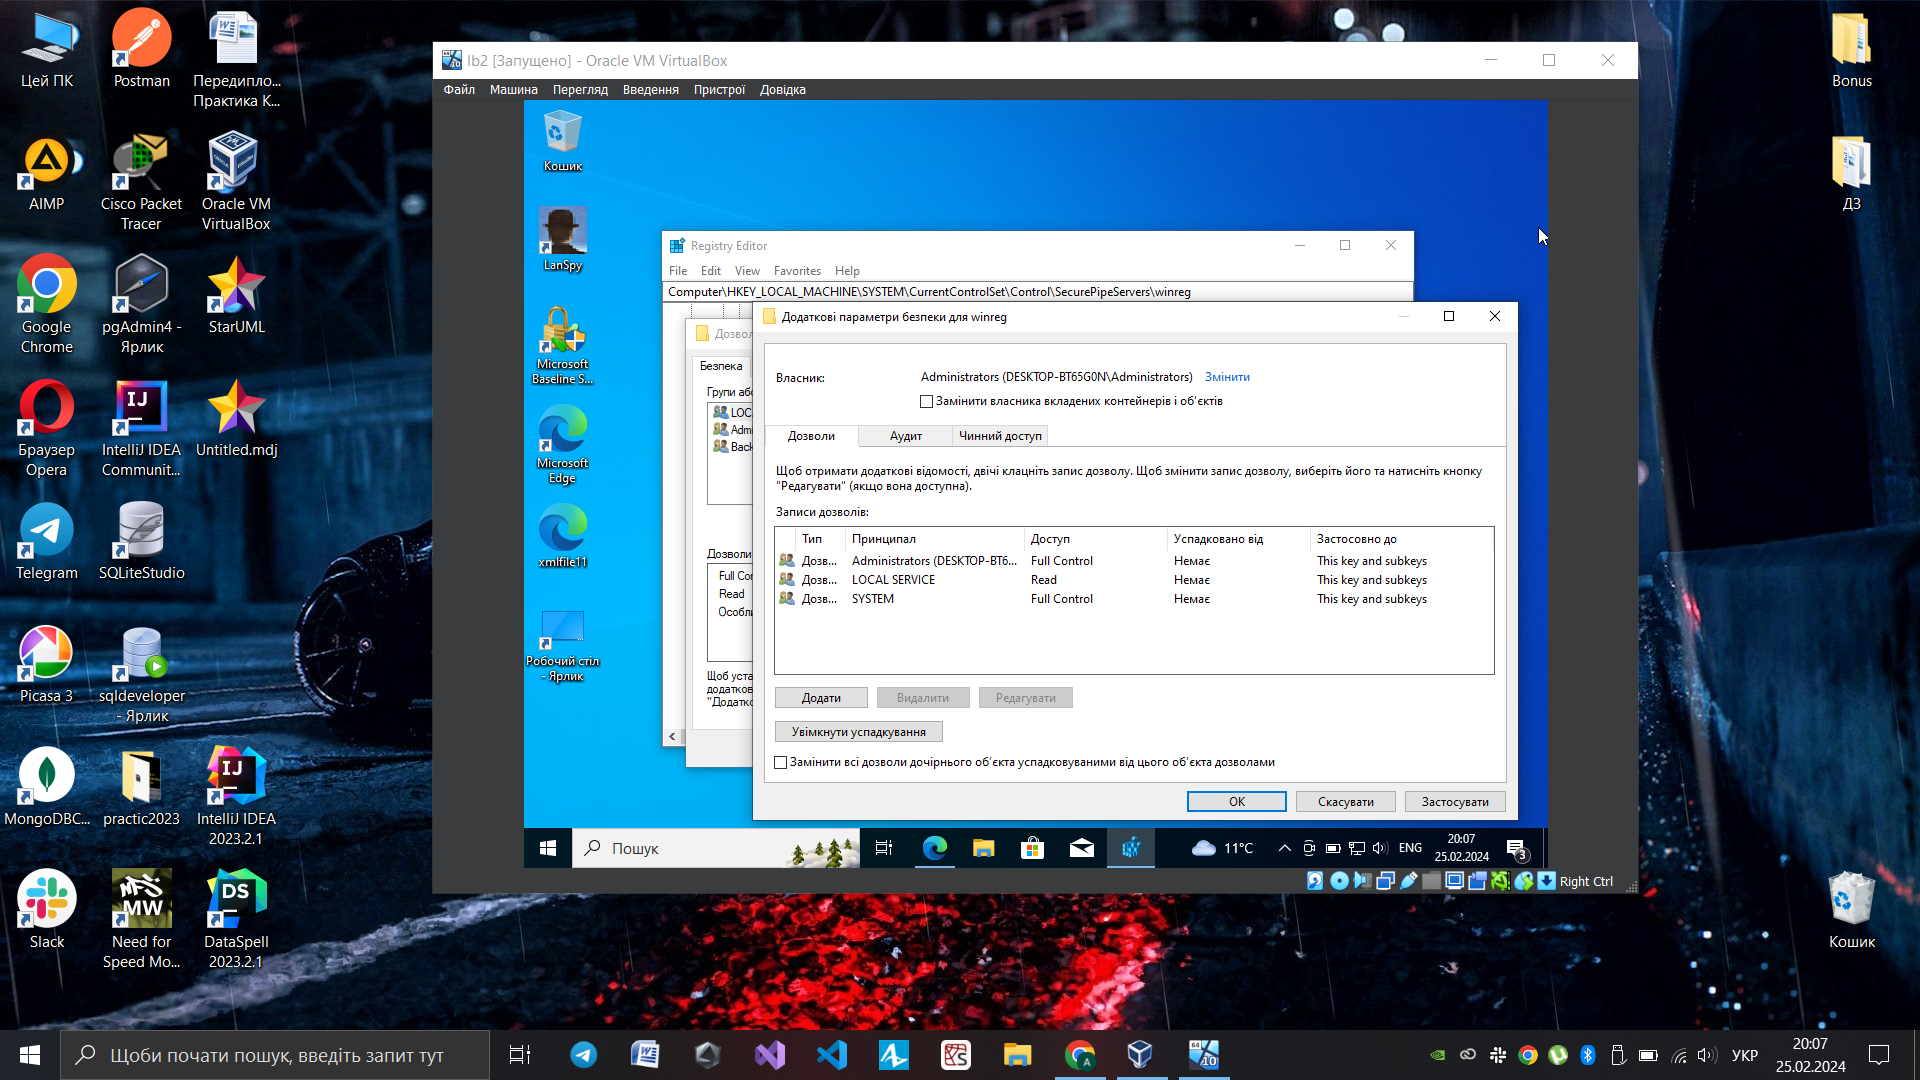 Цей ПК
Postman
Передипло...
Практика К...
AIMP
Cisco Packet
Tracer
Oracle VM
VirtualBox
Google
Chrome
pgAdmin4 -
Ярлик
StarUML
Браузер
Opera
IntelliJ IDEA
Communit...
Untitled.mdj
Telegram
SQLiteStudio
Picasa 3
sqldeveloper
- Ярлик
MongoDBC...
practic2023
IntelliJ IDEA
2023.2.1
Slack
Need for
Speed Mo...
DataSpell
2023.2.1
lb2 [Запущено] - Oracle VM VirtualBox
Файл Машина Перегляд Введення Пристрої Довідка
Кошик
LanSpy
Microsoft
Baseline S...
Microsoft
Edge
xmlfile11
Робочий стіл
- Ярлик
Registry Editor
File Edit View Favorites Help
Computer\HKEY_LOCAL_MACHINE\SYSTEM\CurrentControlSet\Control\SecurePipeServers\winreg
Дозвол
Безпека
Групи або
LOC
Admi
Back
Дозволи
Full Con
Read
Особли
Щоб уста
додатков
"Додатко
Додаткові параметри безпеки для winreg
Власник: Administrators (DESKTOP-BT65G0N\Administrators) Змінити
Замінити власника вкладених контейнерів і об'єктів
Дозволи Аудит Чинний доступ
Щоб отримати додаткові відомості, двічі клацніть запис дозволу. Щоб змінити запис дозволу, виберіть його та натисніть кнопку
"Редагувати" (якщо вона доступна).
Записи дозволів:
Тип Принципал Доступ Успадковано від Застосовно до
Дозв... Administrators (DESKTOP-BT6... Full Control Немає This key and subkeys
Дозв... LOCAL SERVICE Read Немає This key and subkeys
Дозв... SYSTEM Full Control Немає This key and subkeys
Додати Видалити Редагувати
Увімкнути успадкування
Замінити всі дозволи дочірнього об'єкта успадковуваними від цього об'єкта дозволами
OK Скасувати Застосувати
Пошук
11°C
ENG
20:07
25.02.2024
3
Right Ctrl
Bonus
ДЗ
Кошик
Щоби почати пошук, введіть запит тут
УКР
20:07
25.02.2024